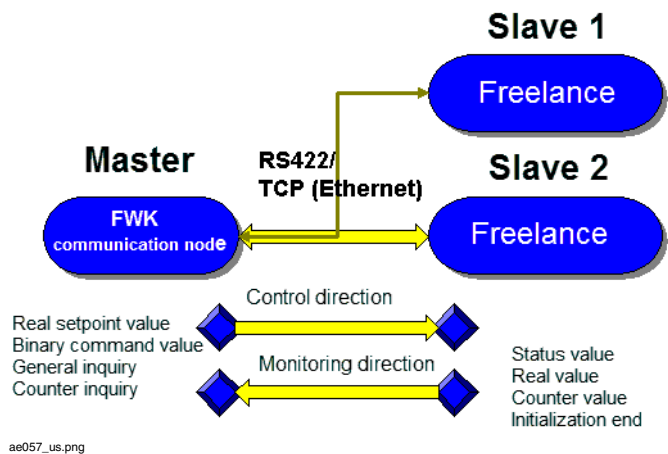 Slave 1
Freelance
Master
RS422/
TCP (Ethernet)
Slave 2
FWK
communication node
Freelance
Control direction
Real setpoint value
Binary command value
General inquiry
Counter inquiry
Monitoring direction
Status value
Real value
Counter value
Initialization end
ae057_us.png